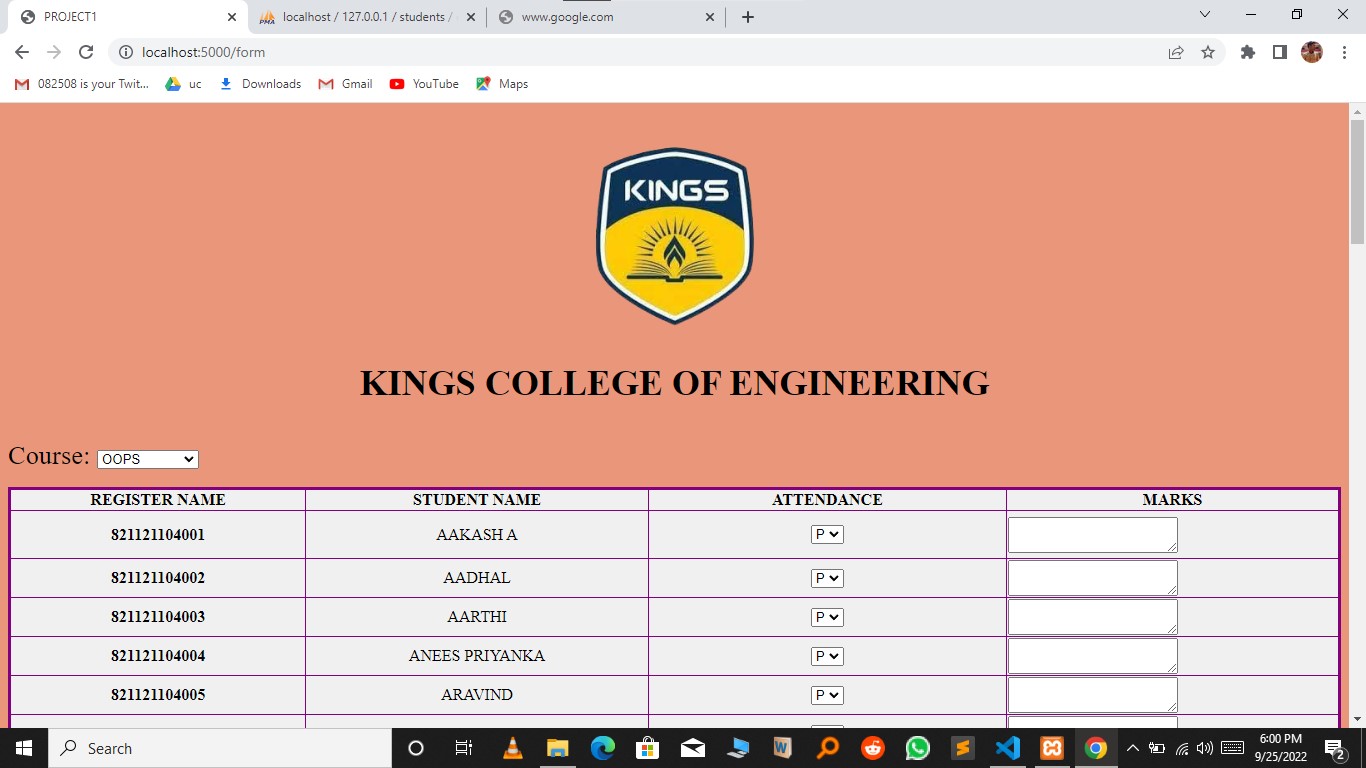 PROJECT1
localhost / 127.0.0.1 / students /
www.google.com
localhost:5000/form
082508 is your Twit...
uc
Downloads
Gmail
YouTube
Maps
KINGS
KINGS COLLEGE OF ENGINEERING
Course: OOPS
REGISTER NAME STUDENT NAME ATTENDANCE MARKS
821121104001 AAKASH A P
821121104002 AADHAL P
821121104003 AARTHI P
821121104004 ANEES PRIYANKA P
821121104005 ARAVIND P
Search
6:00 PM
9/25/2022
2